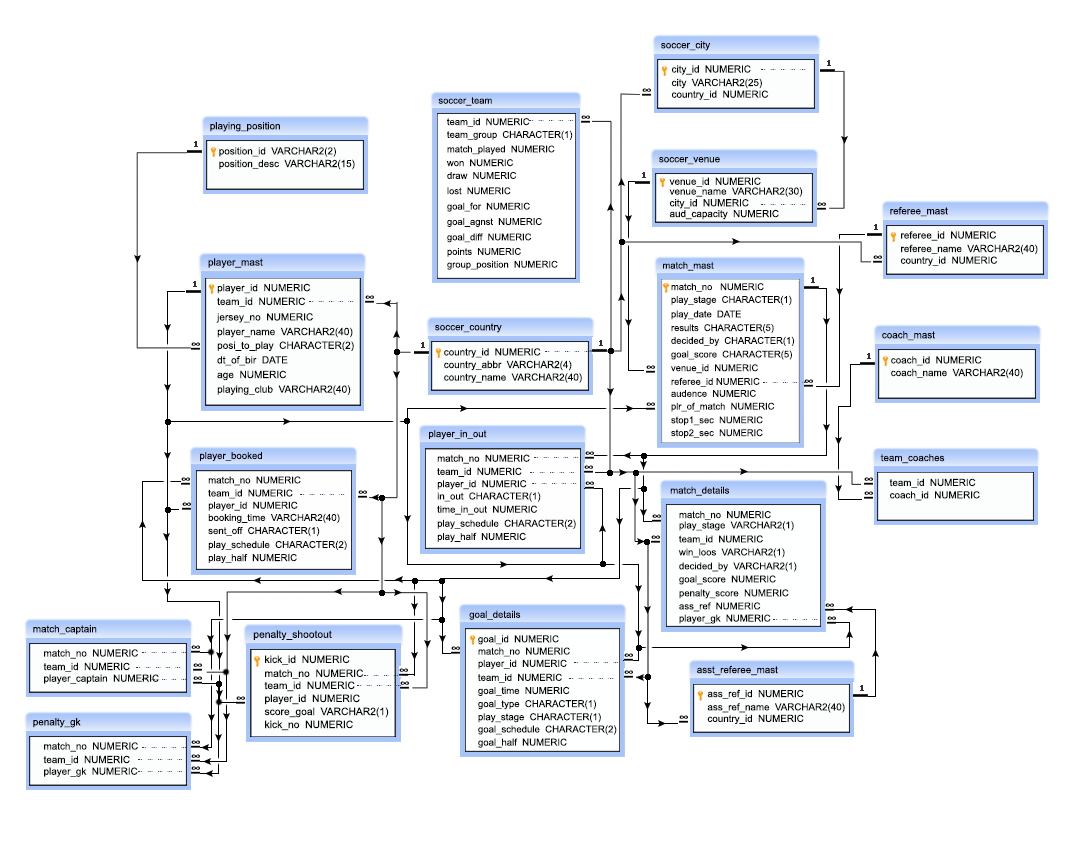 soccer_city
city_id NUMERIC
city VARCHAR2(25)
country_id NUMERIC
soccer_team
team_id NUMERIC
team_group CHARACTER(1)
match_played NUMERIC
won NUMERIC
draw NUMERIC
lost NUMERIC
goal_for NUMERIC
goal_agnst NUMERIC
goal_diff NUMERIC
points NUMERIC
group_position NUMERIC
playing_position
position_id VARCHAR2(2)
position_desc VARCHAR2(15)
soccer_venue
venue_id NUMERIC
venue_name VARCHAR2(30)
city_id NUMERIC
aud_capacity NUMERIC
referee_mast
referee_id NUMERIC
referee_name VARCHAR2(40)
country_id NUMERIC
player_mast
player_id NUMERIC
team_id NUMERIC
jersey_no NUMERIC
player_name VARCHAR2(40)
posi_to_play CHARACTER(2)
dt_of_bir DATE
age NUMERIC
playing_club VARCHAR2(40)
match_mast
match_no NUMERIC
play_stage CHARACTER(1)
play_date DATE
results CHARACTER(5)
decided_by CHARACTER(1)
goal_score CHARACTER(5)
venue_id NUMERIC
referee_id NUMERIC
audence NUMERIC
plr_of_match NUMERIC
stop1_sec NUMERIC
stop2_sec NUMERIC
soccer_country
country_id NUMERIC
country_abbr VARCHAR2(4)
country_name VARCHAR2(40)
coach_mast
coach_id NUMERIC
coach_name VARCHAR2(40)
player_booked
match_no NUMERIC
team_id NUMERIC
player_id NUMERIC
booking_time VARCHAR2(40)
sent_off CHARACTER(1)
play_schedule CHARACTER(2)
play_half NUMERIC
player_in_out
match_no NUMERIC
team_id NUMERIC
player_id NUMERIC
in_out CHARACTER(1)
time_in_out NUMERIC
play_schedule CHARACTER(2)
play_half NUMERIC
team_coaches
team_id NUMERIC
coach_id NUMERIC
match_details
match_no NUMERIC
play_stage VARCHAR2(1)
team_id NUMERIC
win_loos VARCHAR2(1)
decided_by VARCHAR2(1)
goal_score NUMERIC
penalty_score NUMERIC
ass_ref NUMERIC
player_gk NUMERIC
match_captain
match_no NUMERIC
team_id NUMERIC
player_captain NUMERIC
penalty_shootout
kick_id NUMERIC
match_no NUMERIC
team_id NUMERIC
player_id NUMERIC
score_goal VARCHAR2(1)
kick_no NUMERIC
goal_details
goal_id NUMERIC
match_no NUMERIC
player_id NUMERIC
team_id NUMERIC
goal_time NUMERIC
goal_type CHARACTER(1)
play_stage CHARACTER(1)
goal_schedule CHARACTER(2)
goal_half NUMERIC
asst_referee_mast
ass_ref_id NUMERIC
ass_ref_name VARCHAR2(40)
country_id NUMERIC
penalty_gk
match_no NUMERIC
team_id NUMERIC
player_gk NUMERIC